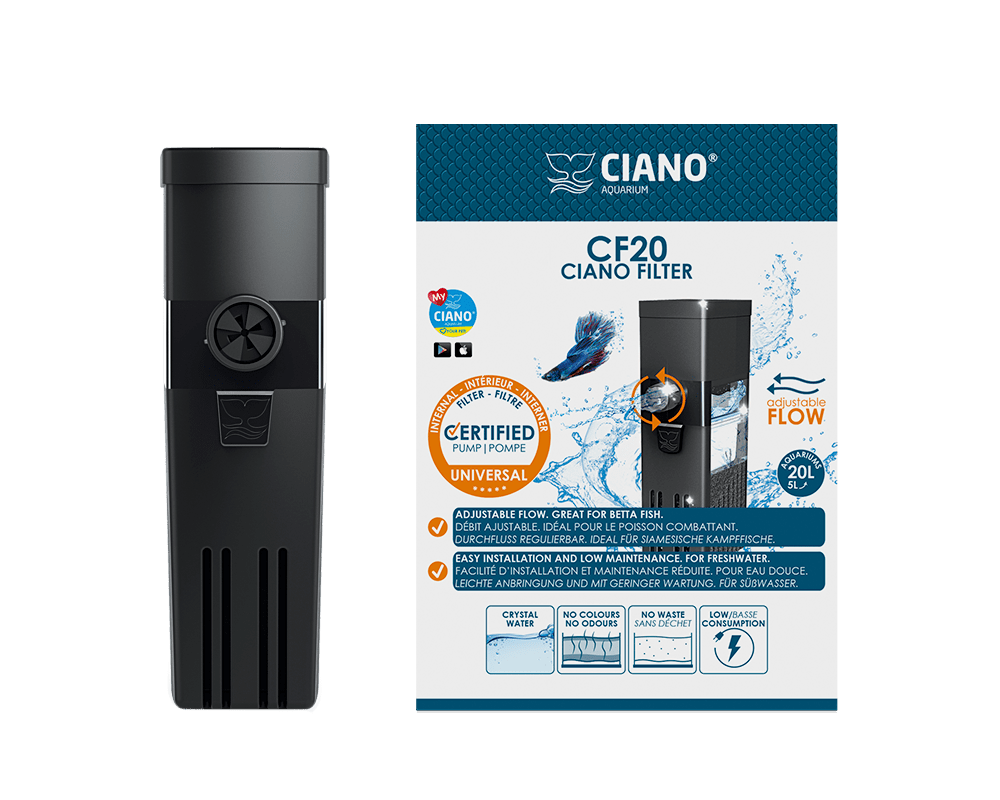 CIANO®
AQUARIUM
CF20
CIANO FILTER
My
CIANO®
aquarium
YOUR FISH
INTERNAL - INTÉRIEUR - INTERNER
FILTER - FILTRE
CERTIFIED
PUMP | POMPE
UNIVERSAL
adjustable
FLOW
AQUARIUMS
20L
5L
ADJUSTABLE FLOW. GREAT FOR BETTA FISH.
DÉBIT AJUSTABLE. IDÉAL POUR LE POISSON COMBATTANT.
DURCHFLUSS REGULIERBAR. IDEAL FÜR SIAMESISCHE KAMPFFISCHE.
EASY INSTALLATION AND LOW MAINTENANCE. FOR FRESHWATER.
FACILITÉ D'INSTALLATION ET MAINTENANCE RÉDUITE. POUR EAU DOUCE.
LEICHTE ANBRINGUNG UND MIT GERINGER WARTUNG. FÜR SÜßWASSER.
CRYSTAL
WATER
NO COLOURS
NO ODOURS
NO WASTE
SANS DÉCHET
LOW/BASSE
CONSUMPTION